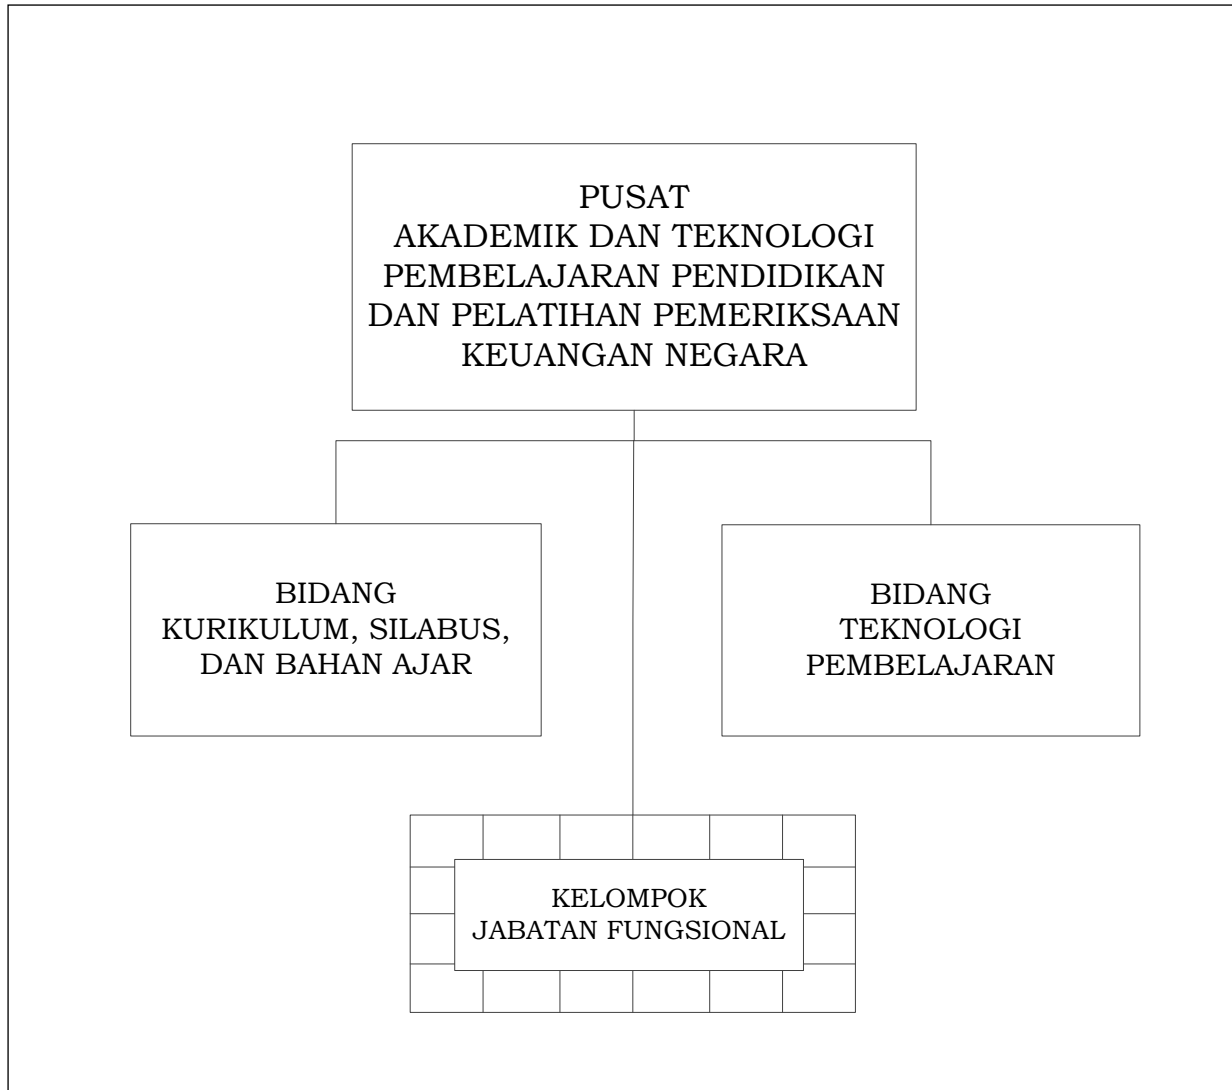 PUSAT
AKADEMIK DAN TEKNOLOGI
PEMBELAJARAN PENDIDIKAN
DAN PELATIHAN PEMERIKSAAN
KEUANGAN NEGARA
BIDANG
KURIKULUM, SILABUS,
DAN BAHAN AJAR
BIDANG
TEKNOLOGI
PEMBELAJARAN
KELOMPOK
JABATAN FUNGSIONAL